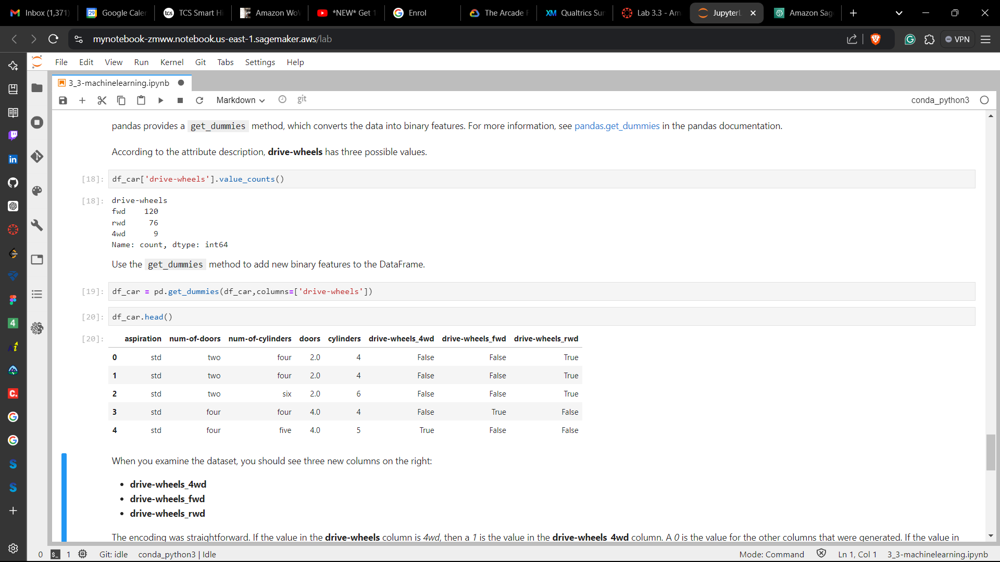 Inbox (1,371)
Google Caler
TCS Smart Hi
Amazon Wo
*NEW* Get 1
Enrol
The Arcade F
Qualtrics Sur
Lab 3.3 - Am
JupyterL
Amazon Sag
mynotebook-zmww.notebook.us-east-1.sagemaker.aws/lab
VPN
File Edit View Run Kernel Git Tabs Settings Help
3_3-machinelearning.ipynb
Markdown
git
conda_python3
pandas provides a get_dummies method, which converts the data into binary features. For more information, see pandas.get_dummies in the pandas documentation.
According to the attribute description, drive-wheels has three possible values.
[18]: df_car['drive-wheels'].value_counts()
[18]: drive-wheels
fwd 120
rwd 76
4wd 9
Name: count, dtype: int64
Use the get_dummies method to add new binary features to the DataFrame.
[19]: df_car = pd.get_dummies(df_car,columns=['drive-wheels'])
[20]: df_car.head()
[20]: aspiration num-of-doors num-of-cylinders doors cylinders drive-wheels_4wd drive-wheels_fwd drive-wheels_rwd
0 std two four 2.0 4 False False True
1 std two four 2.0 4 False False True
2 std two six 2.0 6 False False True
3 std four four 4.0 4 False True False
4 std four five 4.0 5 True False False
When you examine the dataset, you should see three new columns on the right:
• drive-wheels_4wd
• drive-wheels_fwd
• drive-wheels_rwd
The encoding was straightforward. If the value in the drive-wheels column is 4wd, then a 1 is the value in the drive-wheels_4wd column. A 0 is the value for the other columns that were generated. If the value in
0 1 Git: idle conda_python3 | Idle
Mode: Command Ln 1, Col 1 3_3-machinelearning.ipynb